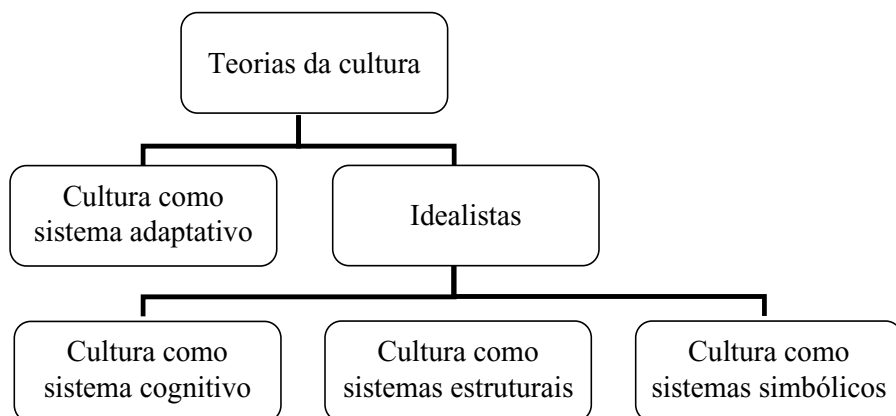 Teorias da cultura
Cultura como
sistema adaptativo
Idealistas
Cultura como
sistema cognitivo
Cultura como
sistemas estruturais
Cultura como
sistemas simbólicos